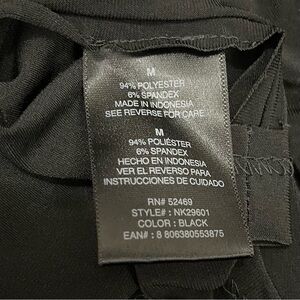 M
94% POLYESTER
6% SPANDEX
MADE IN INDONESIA
SEE REVERSE FOR CARE
M
94% POLIÉSTER
6% SPANDEX
HECHO EN INDONESIA
VER EL REVERSO PARA
INSTRUCCIONES DE CUIDADO
RN# 52469
STYLE# : NK29601
COLOR : BLACK
EAN# : 8 806380553875